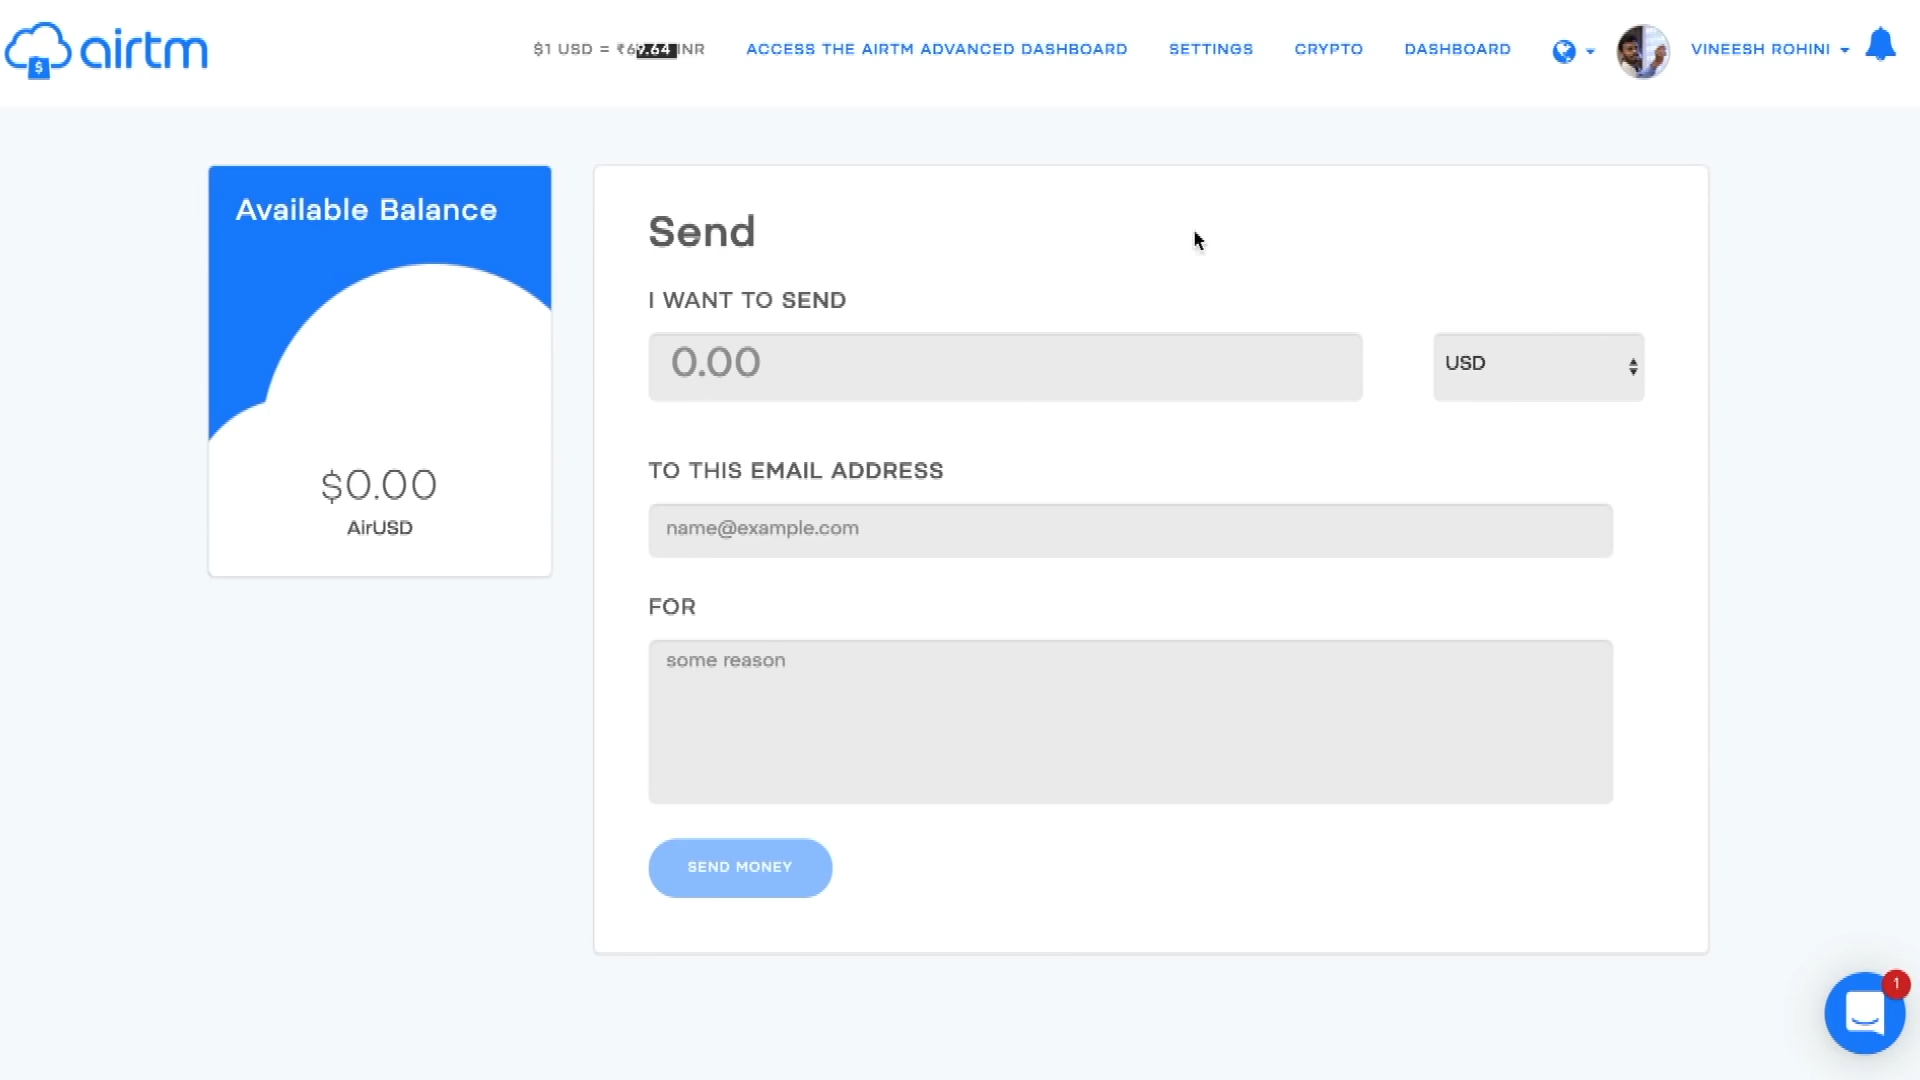 airtm
$
$1 USD = ₹69.64 INR
ACCESS THE AIRTM ADVANCED DASHBOARD
SETTINGS
CRYPTO
DASHBOARD
VINEESH ROHINI
Available Balance
$0.00
AirUSD
Send
I WANT TO SEND
0.00
USD
TO THIS EMAIL ADDRESS
name@example.com
FOR
some reason
SEND MONEY
1